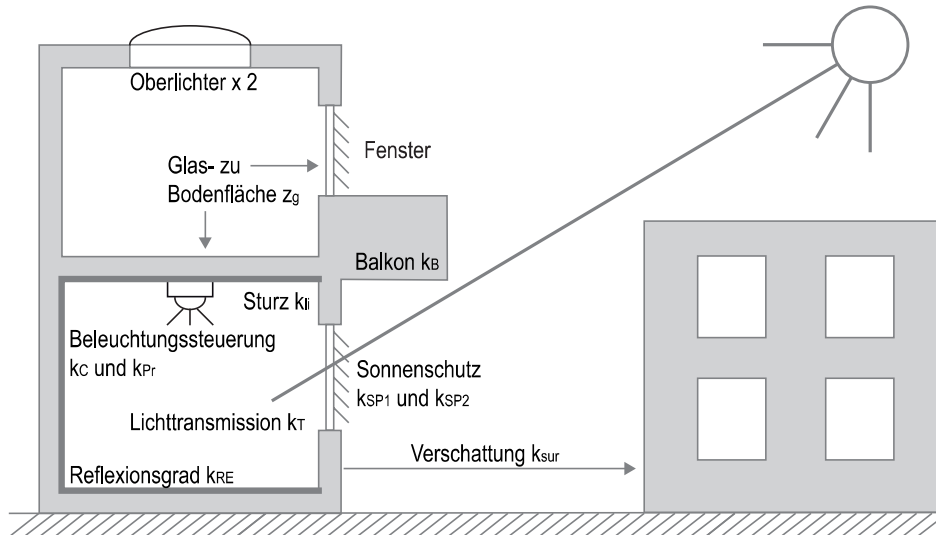 Oberlichter x 2
Glas- zu
Bodenfläche zg
Fenster
Balkon kB
Sturz kli
Beleuchtungssteuerung
kC und kPr
Sonnenschutz
kSP1 und kSP2
Lichttransmission kT
Verschattung ksur
Reflexionsgrad kRE